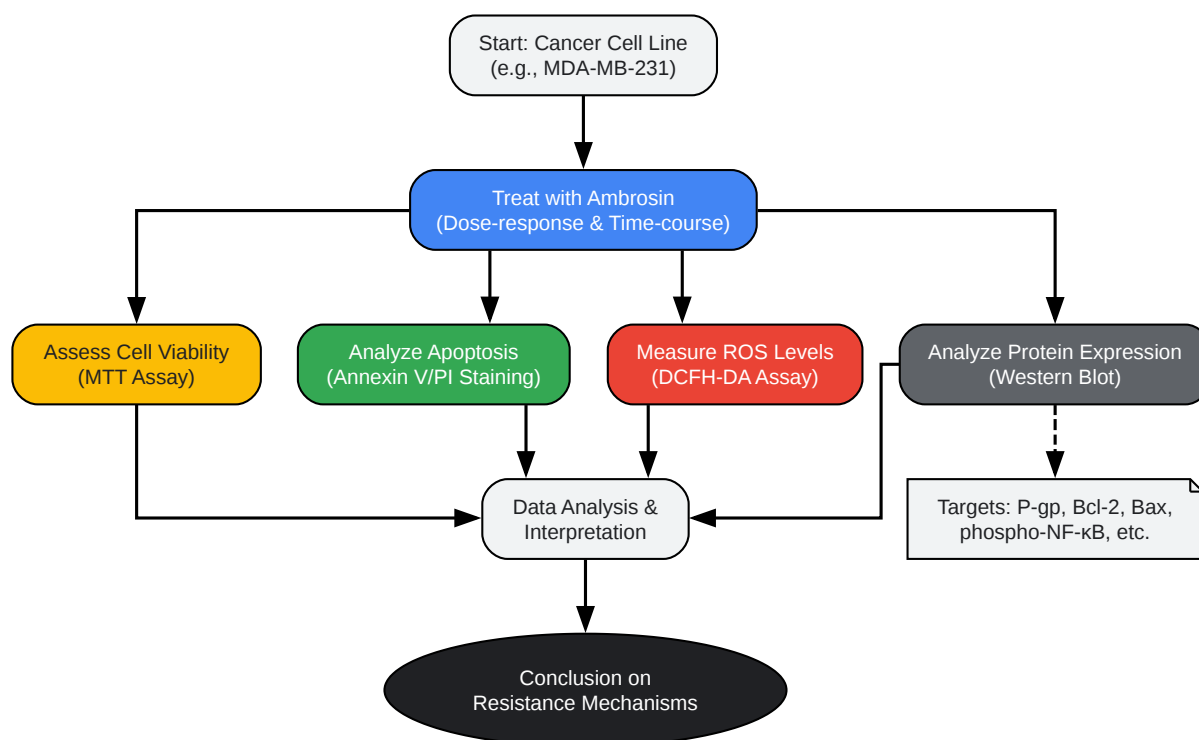 Start: Cancer Cell Line
(e.g., MDA-MB-231)
Treat with Ambrosin
(Dose-response & Time-course)
Assess Cell Viability
(MTT Assay)
Analyze Apoptosis
(Annexin V/PI Staining)
Measure ROS Levels
(DCFH-DA Assay)
Analyze Protein Expression
(Western Blot)
Data Analysis &
Interpretation
Targets: P-gp, Bcl-2, Bax,
phospho-NF-κB, etc.
Conclusion on
Resistance Mechanisms